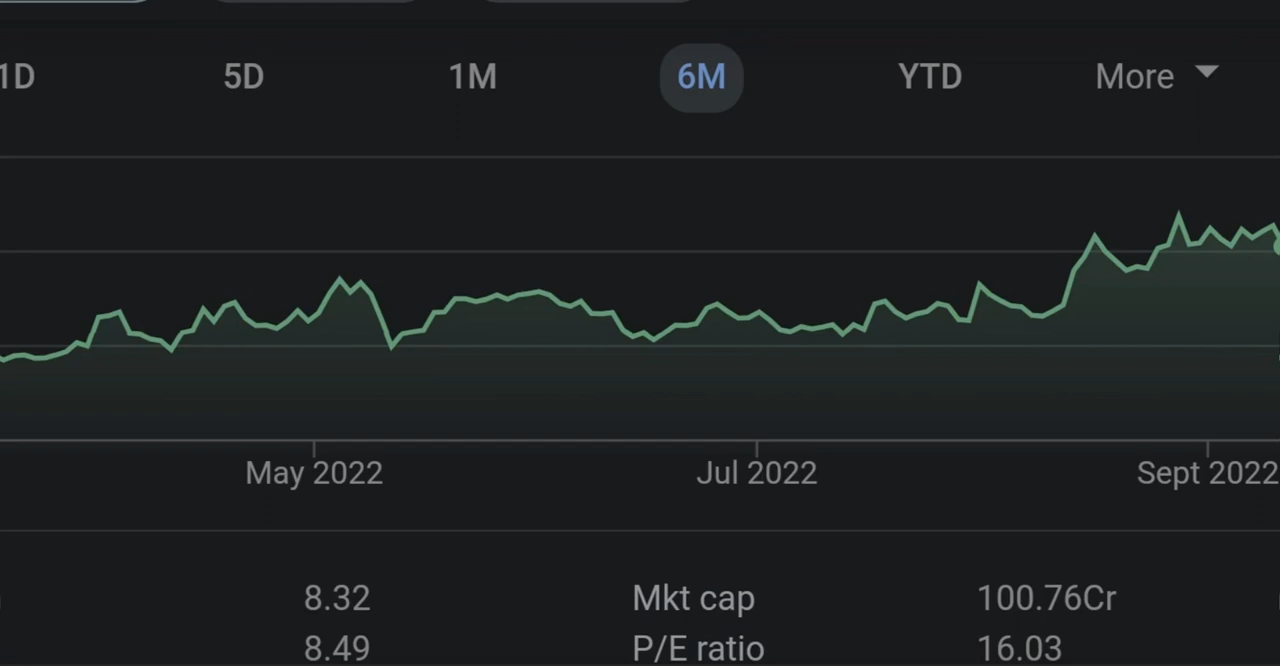 1D 5D 1M 6M YTD More
May 2022 Jul 2022 Sept 2022
8.32 Mkt cap 100.76Cr
8.49 P/E ratio 16.03